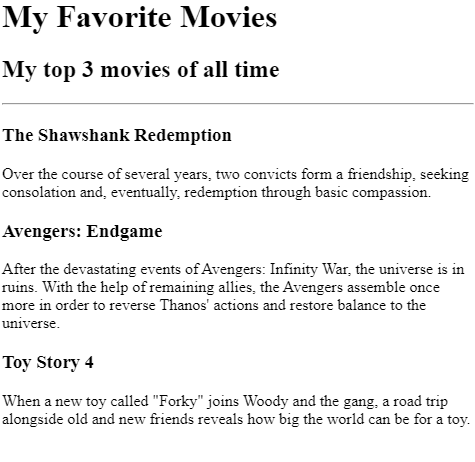 My Favorite Movies
My top 3 movies of all time
The Shawshank Redemption
Over the course of several years, two convicts form a friendship, seeking
consolation and, eventually, redemption through basic compassion.
Avengers: Endgame
After the devastating events of Avengers: Infinity War, the universe is in
ruins. With the help of remaining allies, the Avengers assemble once
more in order to reverse Thanos' actions and restore balance to the
universe.
Toy Story 4
When a new toy called "Forky" joins Woody and the gang, a road trip
alongside old and new friends reveals how big the world can be for a toy.